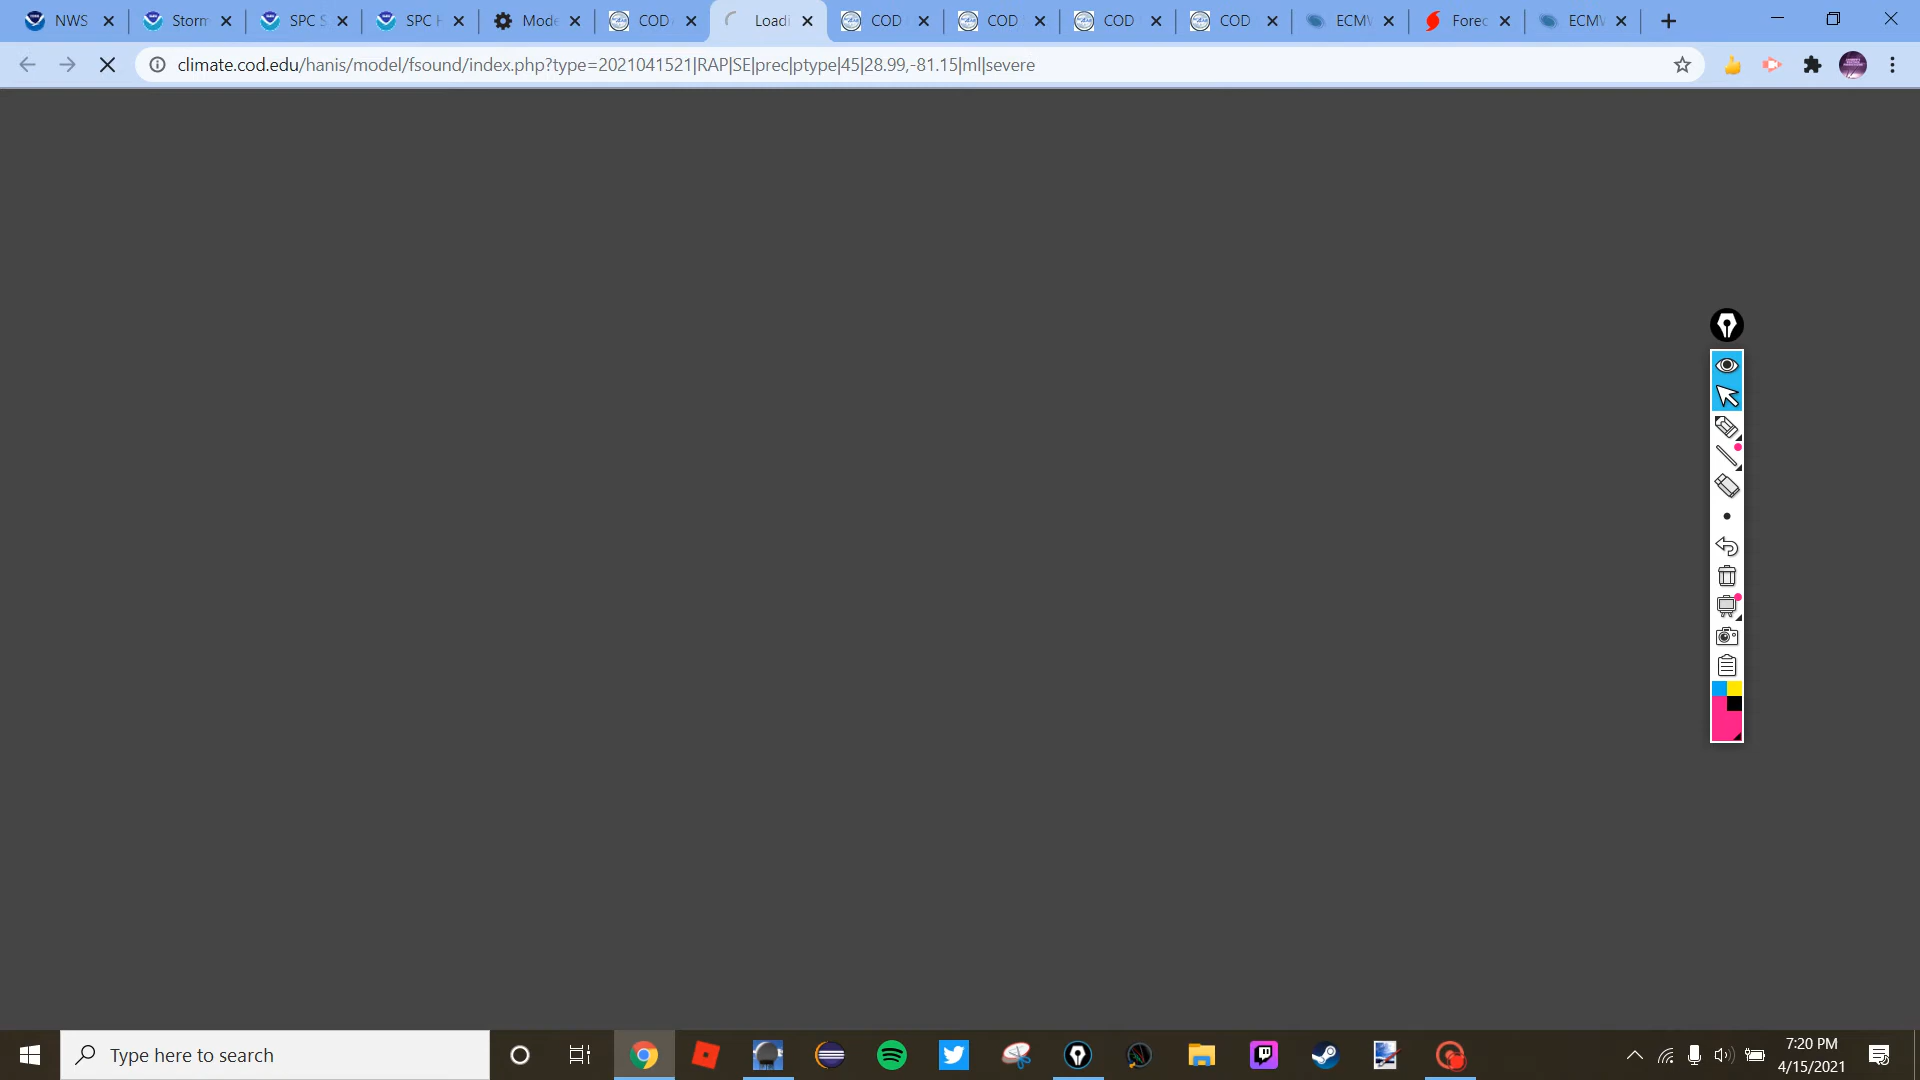 NWS
Storm
SPC S
SPC H
Mode
COD
Loadi
COD
COD
COD
COD
ECMW
Forec
ECMW
climate.cod.edu/hanis/model/fsound/index.php?type=2021041521|RAP|SE|prec|ptype|45|28.99,-81.15|ml|severe
Type here to search
7:20 PM
4/15/2021